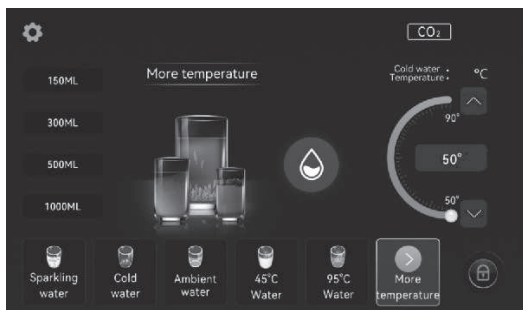 CO₂
More temperature
Cold water :
Temperature •
°C
150ML
300ML
500ML
1000ML
90°
50°
50°
Sparkling
water
Cold
water
Ambient
water
45°C
Water
95°C
Water
More
temperature